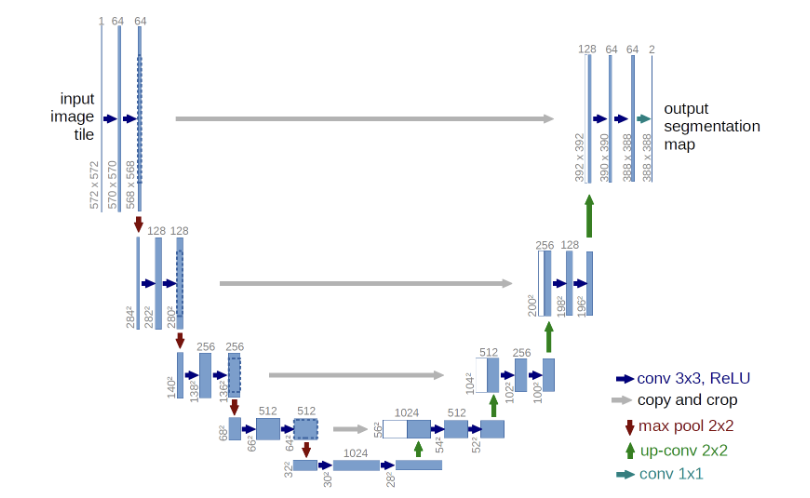 1 64 64
128 64 64 2
input
image
tile
output
segmentation
map
572 x 572
570 x 570
568 x 568
392 x 392
390 x 390
388 x 388
388 x 388
128 128
256 128
284²
282²
280²
200²
198²
196²
256 256
512 256
140²
138²
136²
104²
102²
100²
512 512
1024 512
68²
66²
64²
56²
54²
52²
1024
32²
30²
28²
conv 3x3, ReLU
copy and crop
max pool 2x2
up-conv 2x2
conv 1x1